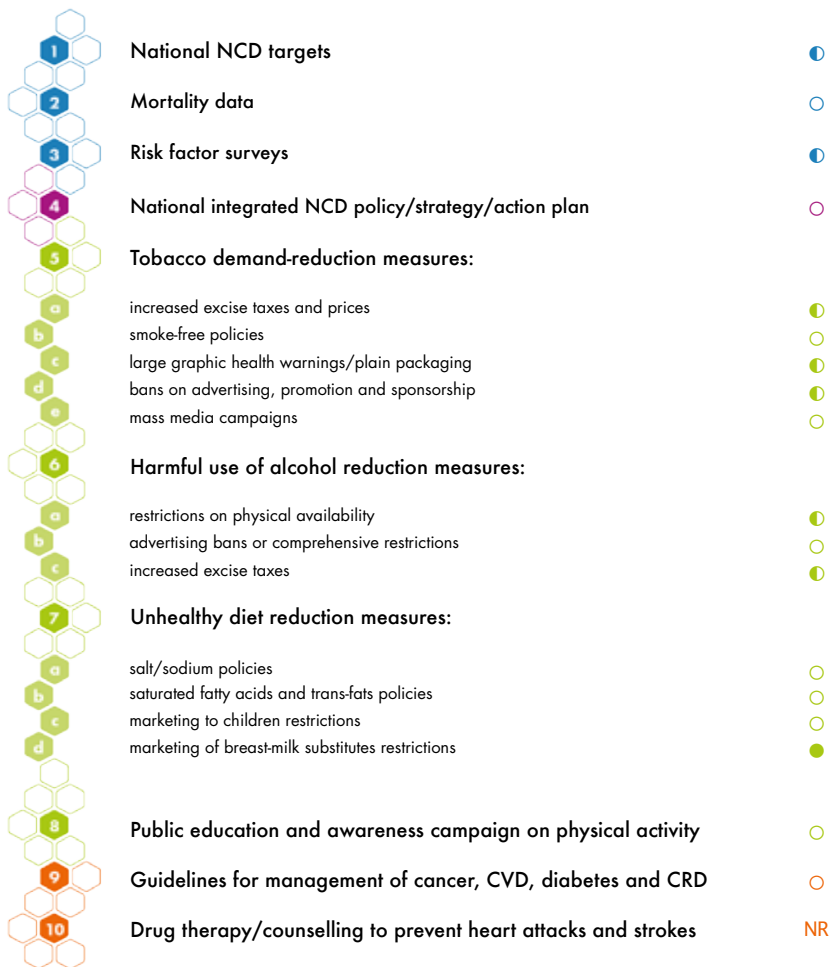 1 National NCD targets
2 Mortality data
3 Risk factor surveys
4 National integrated NCD policy/strategy/action plan
5 Tobacco demand-reduction measures:
a increased excise taxes and prices
b smoke-free policies
c large graphic health warnings/plain packaging
d bans on advertising, promotion and sponsorship
e mass media campaigns
6 Harmful use of alcohol reduction measures:
a restrictions on physical availability
b advertising bans or comprehensive restrictions
c increased excise taxes
7 Unhealthy diet reduction measures:
a salt/sodium policies
b saturated fatty acids and trans-fats policies
c marketing to children restrictions
d marketing of breast-milk substitutes restrictions
8 Public education and awareness campaign on physical activity
9 Guidelines for management of cancer, CVD, diabetes and CRD
10 Drug therapy/counselling to prevent heart attacks and strokes NR